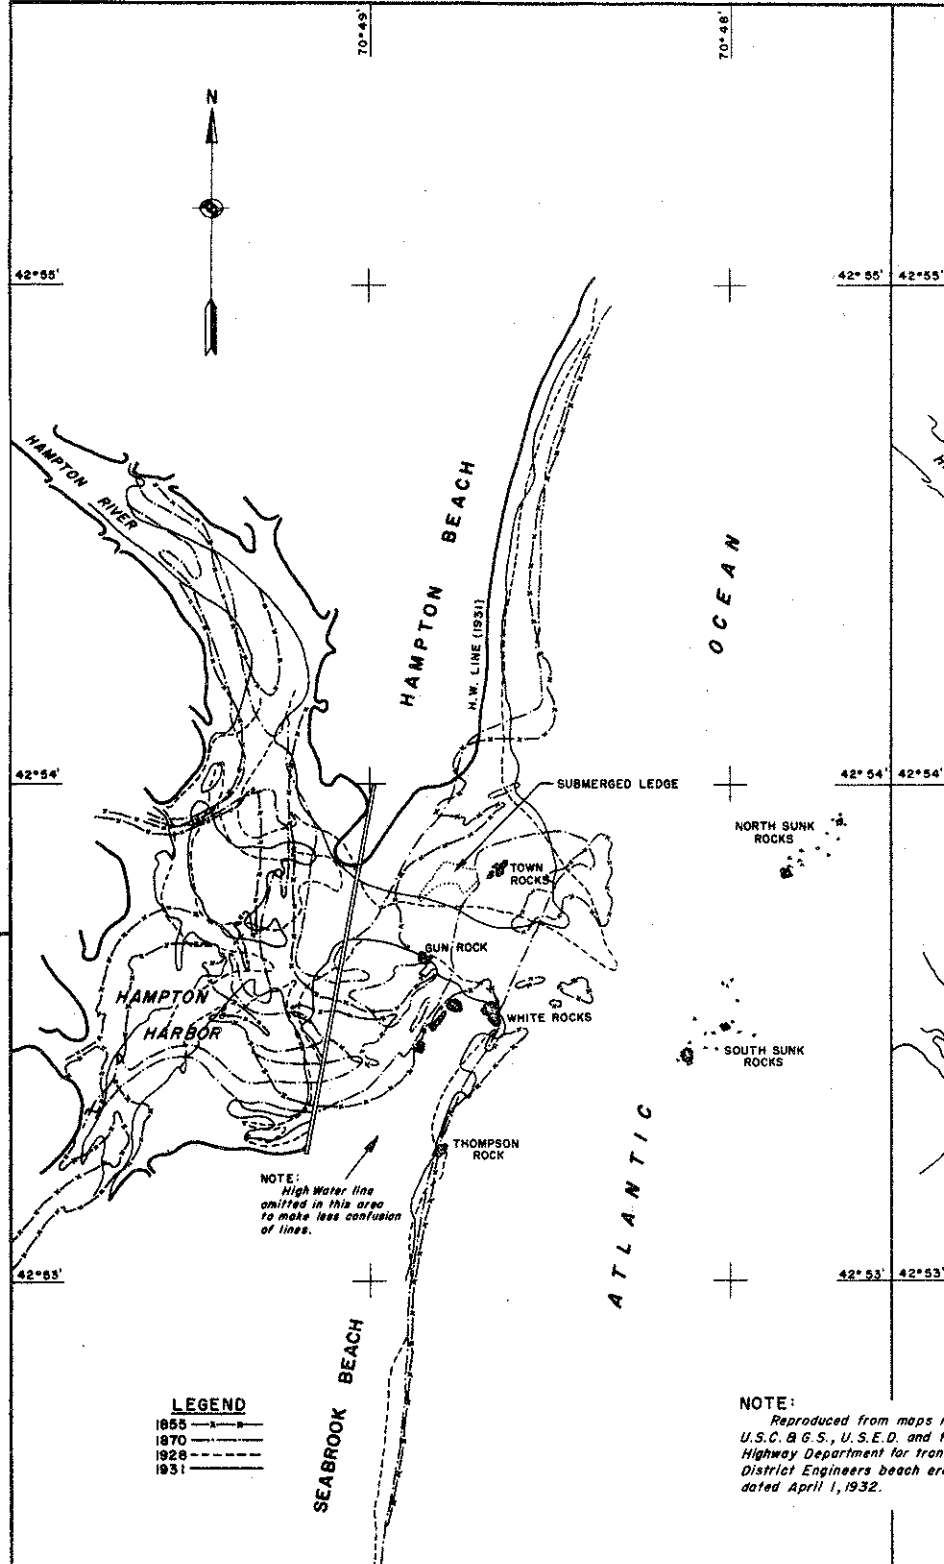 70°49'
70°48'
N
42°55'
42°55'
42°55'
HAMPTON
RIVER
HAMPTON BEACH
H.W. LINE (1931)
OCEAN
42°54'
42°54'
42°54'
SUBMERGED LEDGE
NORTH SUNK
ROCKS
TOWN
ROCKS
GUN ROCK
HAMPTON
HARBOR
WHITE ROCKS
SOUTH SUNK
ROCKS
ATLANTIC
THOMPSON
ROCK
NOTE:
High Water line
omitted in this area
to make less confusion
of lines.
42°53'
42°53'
42°53'
SEABROOK BEACH
LEGEND
1855
1870
1928
1931
NOTE:
Reproduced from maps
U.S.C. & G.S., U.S.E.D. and
Highway Department for
District Engineers beach
dated April 1, 1932.